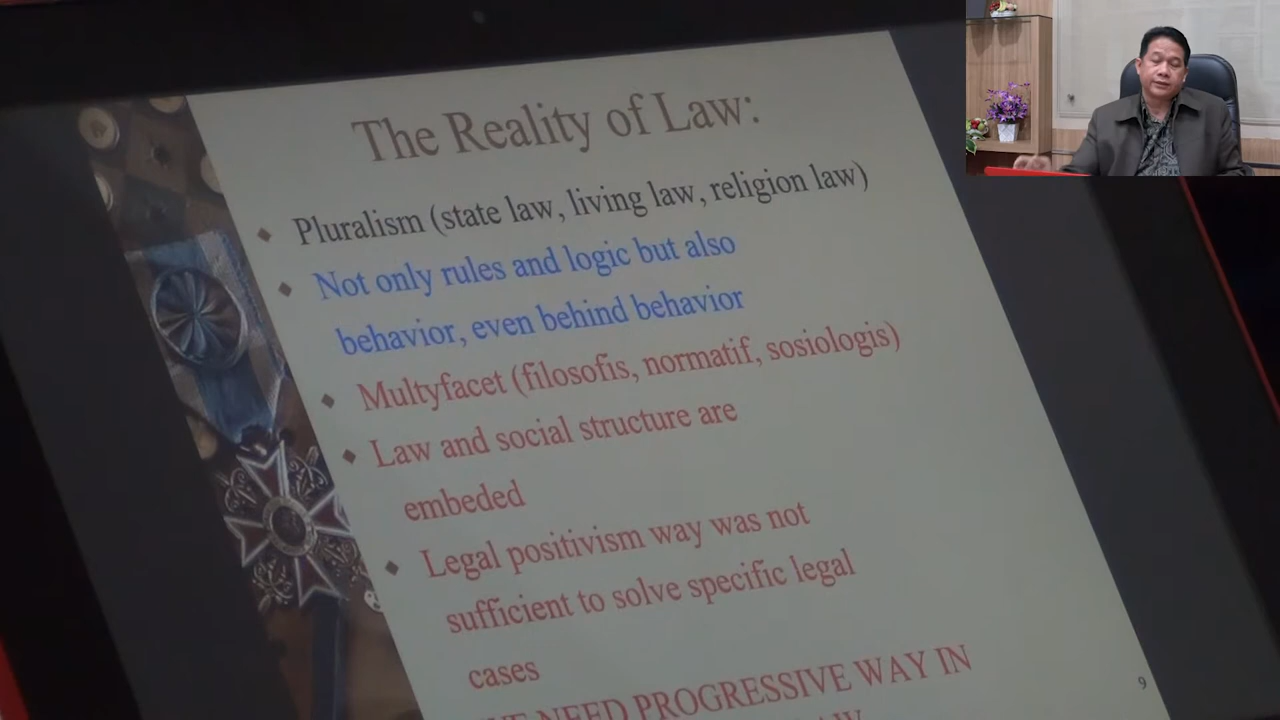 The Reality of Law:
Pluralism (state law, living law, religion law)
Not only rules and logic but also
behavior, even behind behavior
Multyfacet (filosofis, normatif, sosiologis)
Law and social structure are
embeded
Legal positivism way was not
sufficient to solve specific legal
cases
NEED PROGRESSIVE WAY IN
9